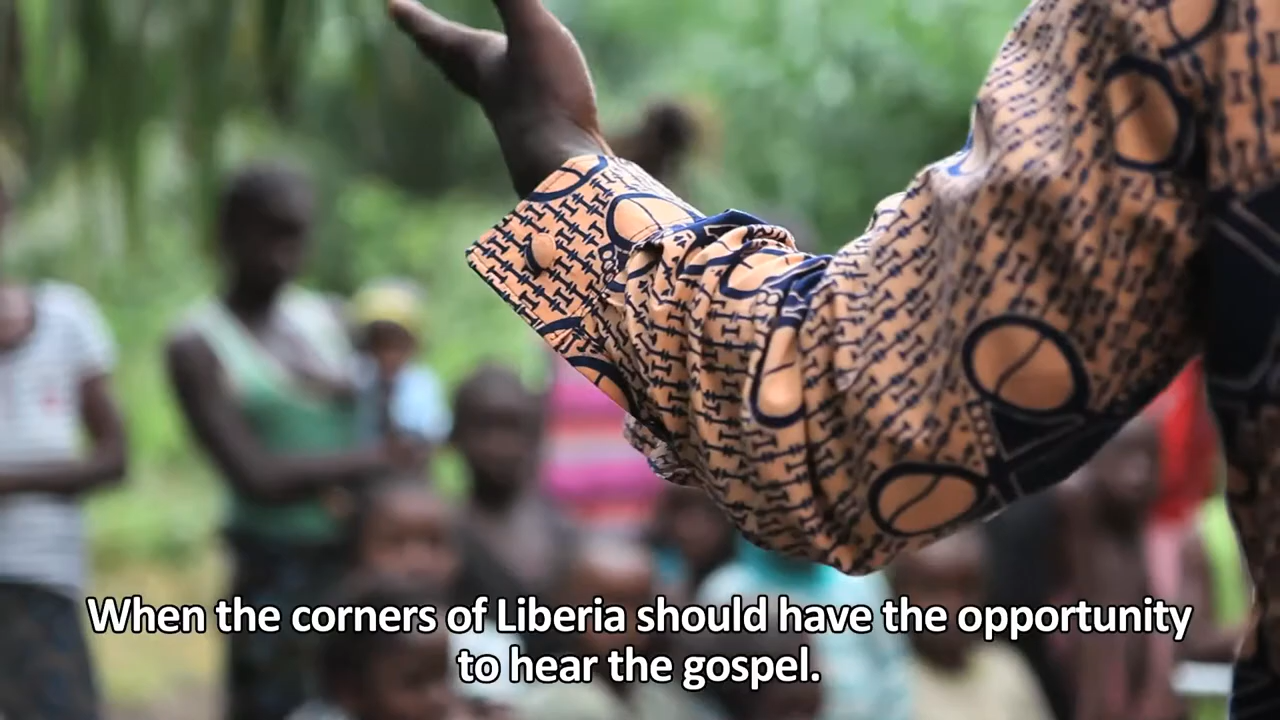 When the corners of Liberia should have the opportunity
to hear the gospel.